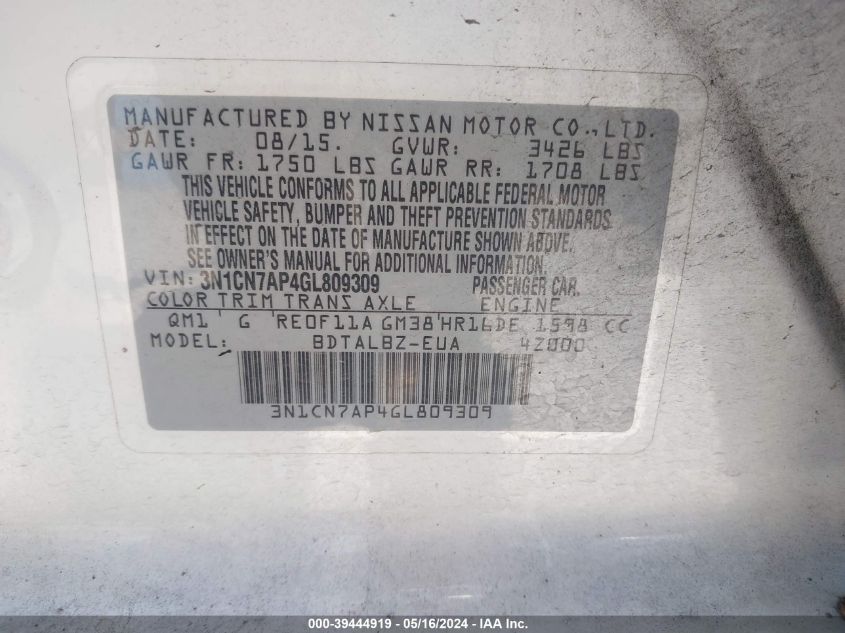 MANUFACTURED BY NISSAN MOTOR CO., LTD.
DATE: 08/15. GVWR: 3426 LBS
GAWR FR: 1750 LBS GAWR RR: 1708 LBS
THIS VEHICLE CONFORMS TO ALL APPLICABLE FEDERAL MOTOR
VEHICLE SAFETY, BUMPER AND THEFT PREVENTION STANDARDS
IN EFFECT ON THE DATE OF MANUFACTURE SHOWN ABOVE.
SEE OWNER'S MANUAL FOR ADDITIONAL INFORMATION.
VIN: 3N1CN7AP4GL809309 PASSENGER CAR.
COLOR TRIM TRANS AXLE ENGINE
QM1 G RE0F11A GM38 HR16DE 1598 CC
MODEL: BDTALBZ-EUA 42000
3N1CN7AP4GL809309
000-39444919 - 05/16/2024 - IAAI.com